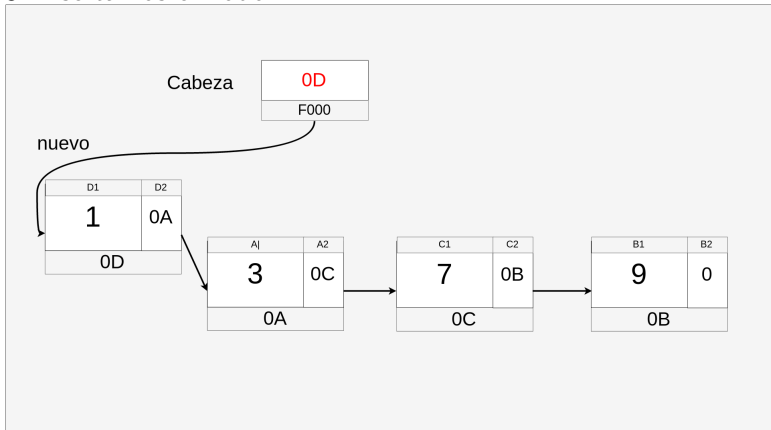 Cabeza
0D
F000
nuevo
D1 D2
1 0A
0D
A| A2
3 0C
0A
C1 C2
7 0B
0C
B1 B2
9 0
0B